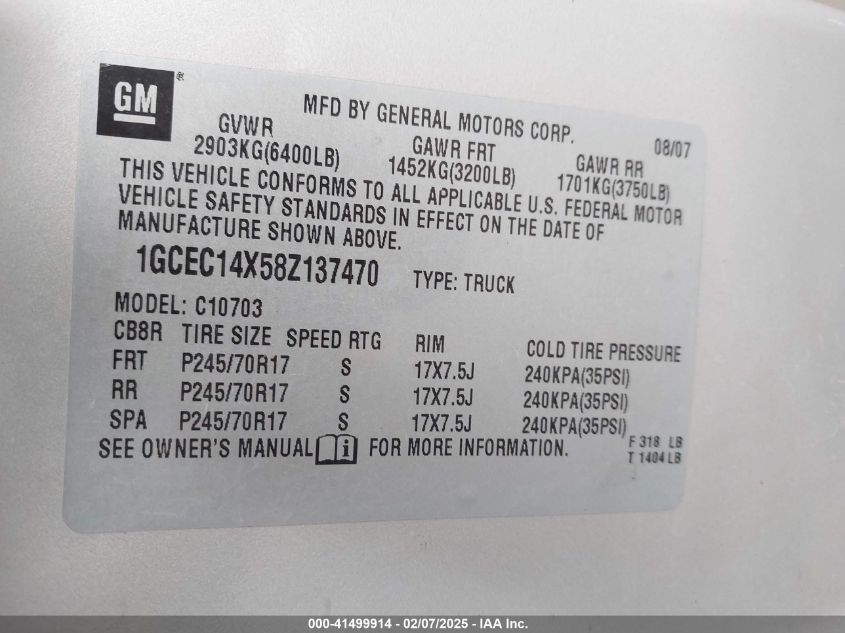 GM®
MFD BY GENERAL MOTORS CORP. 08/07
GVWR GAWR FRT GAWR RR
2903KG(6400LB) 1452KG(3200LB) 1701KG(3750LB)
THIS VEHICLE CONFORMS TO ALL APPLICABLE U.S. FEDERAL MOTOR
VEHICLE SAFETY STANDARDS IN EFFECT ON THE DATE OF
MANUFACTURE SHOWN ABOVE.
1GCEC14X58Z137470 TYPE: TRUCK
MODEL: C10703
CB8R TIRE SIZE SPEED RTG RIM COLD TIRE PRESSURE
FRT P245/70R17 S 17X7.5J 240KPA(35PSI)
RR P245/70R17 S 17X7.5J 240KPA(35PSI)
SPA P245/70R17 S 17X7.5J 240KPA(35PSI)
SEE OWNER'S MANUAL i FOR MORE INFORMATION.
F 318 LB
T 1404 LB
000-41499914 - 02/07/2025 - IAA Inc.